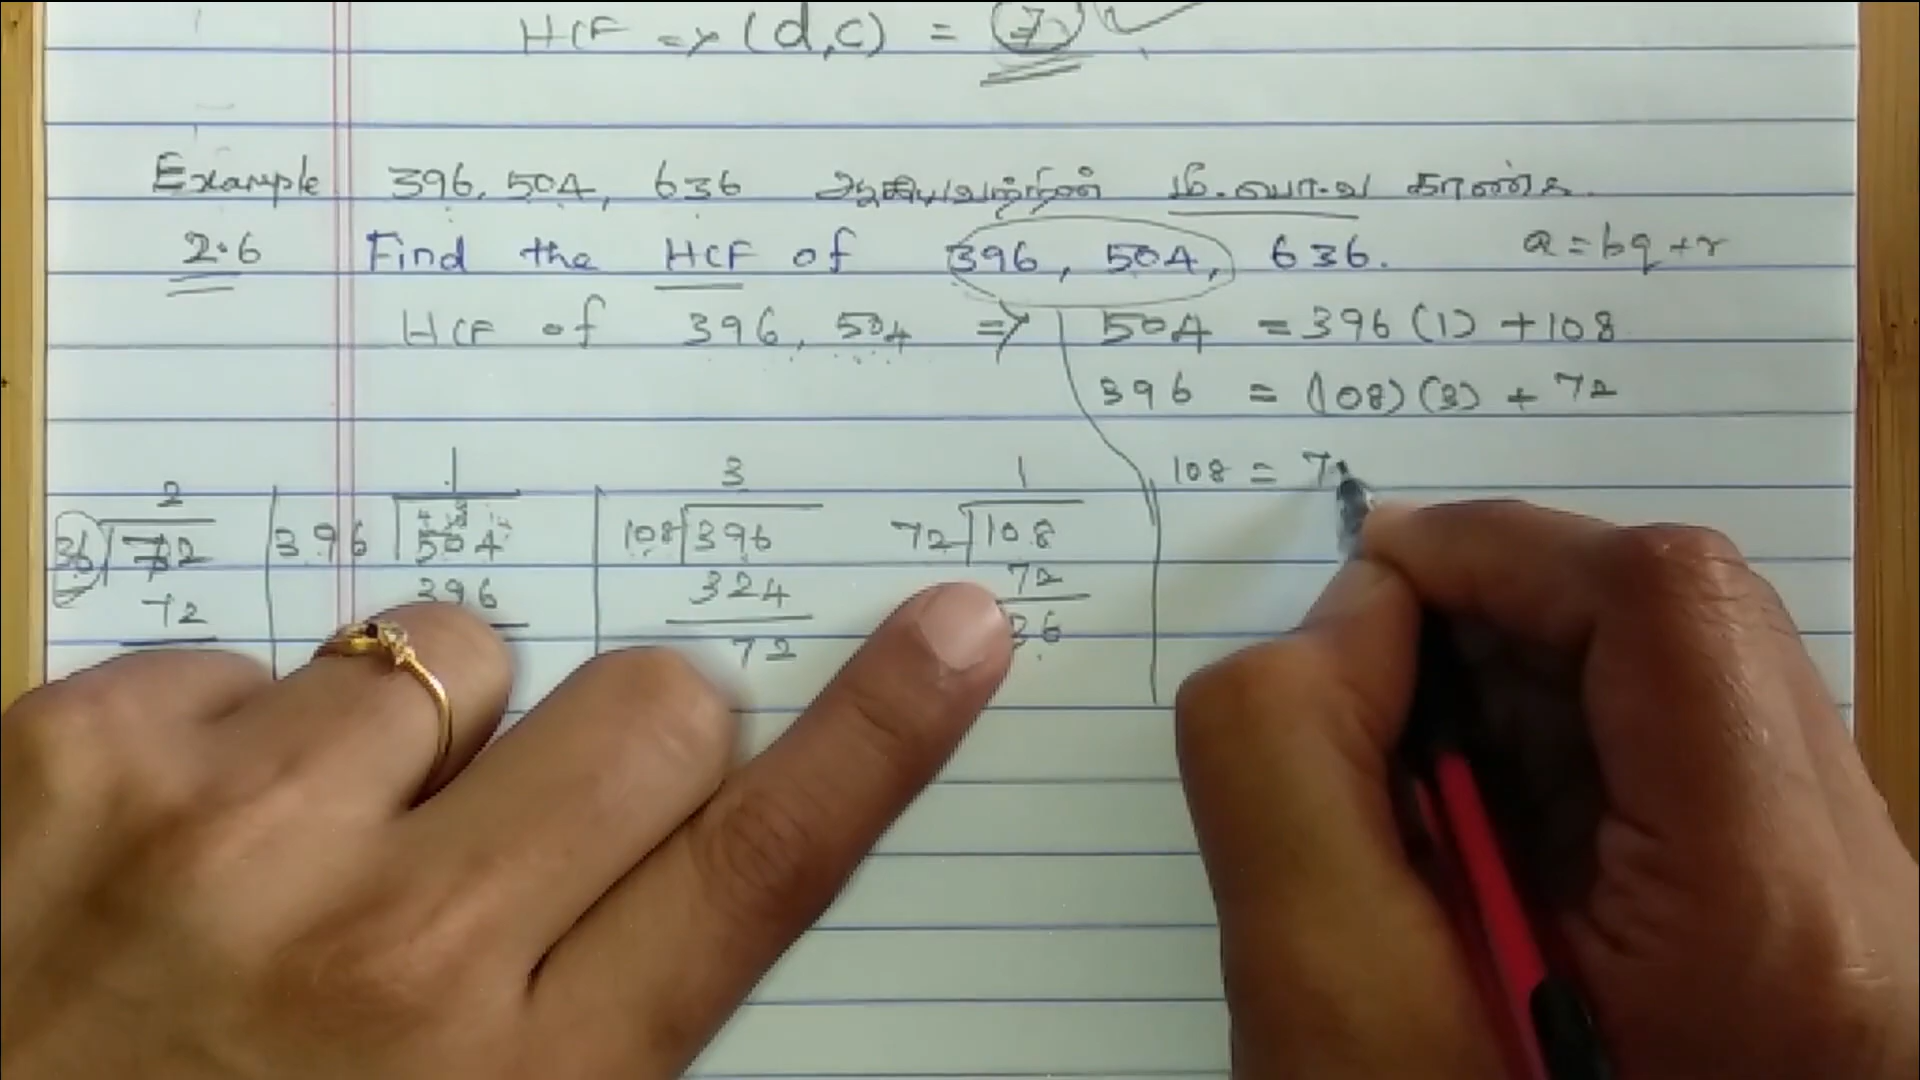 HCF => (d,c) = 7
Example 396, 504, 636 ஆகியவற்றின் மீ.பொ.வ காண்க.
2.6 Find the HCF of 396, 504, 636. a = bq + r
HCF of 396, 504 => 504 = 396 (1) + 108
396 = (108) (3) + 72
108 = 7
2 1 3 1
36 72 396 504 108 396 72 108
72 396 324 72
72 36